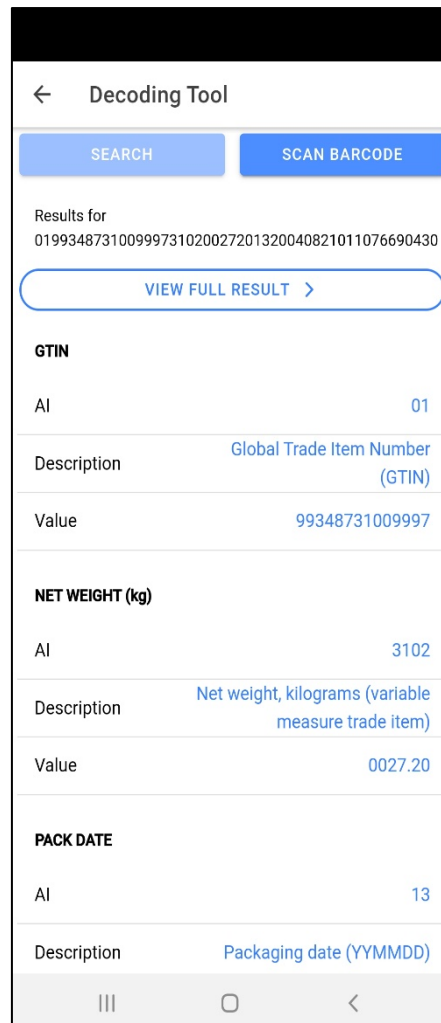 Decoding Tool
SEARCH
SCAN BARCODE
Results for
019934873100999731020027201320040821011076690430
VIEW FULL RESULT
GTIN
AI 01
Description Global Trade Item Number
(GTIN)
Value 99348731009997
NET WEIGHT (kg)
AI 3102
Description Net weight, kilograms (variable
measure trade item)
Value 0027.20
PACK DATE
AI 13
Description Packaging date (YYMMDD)